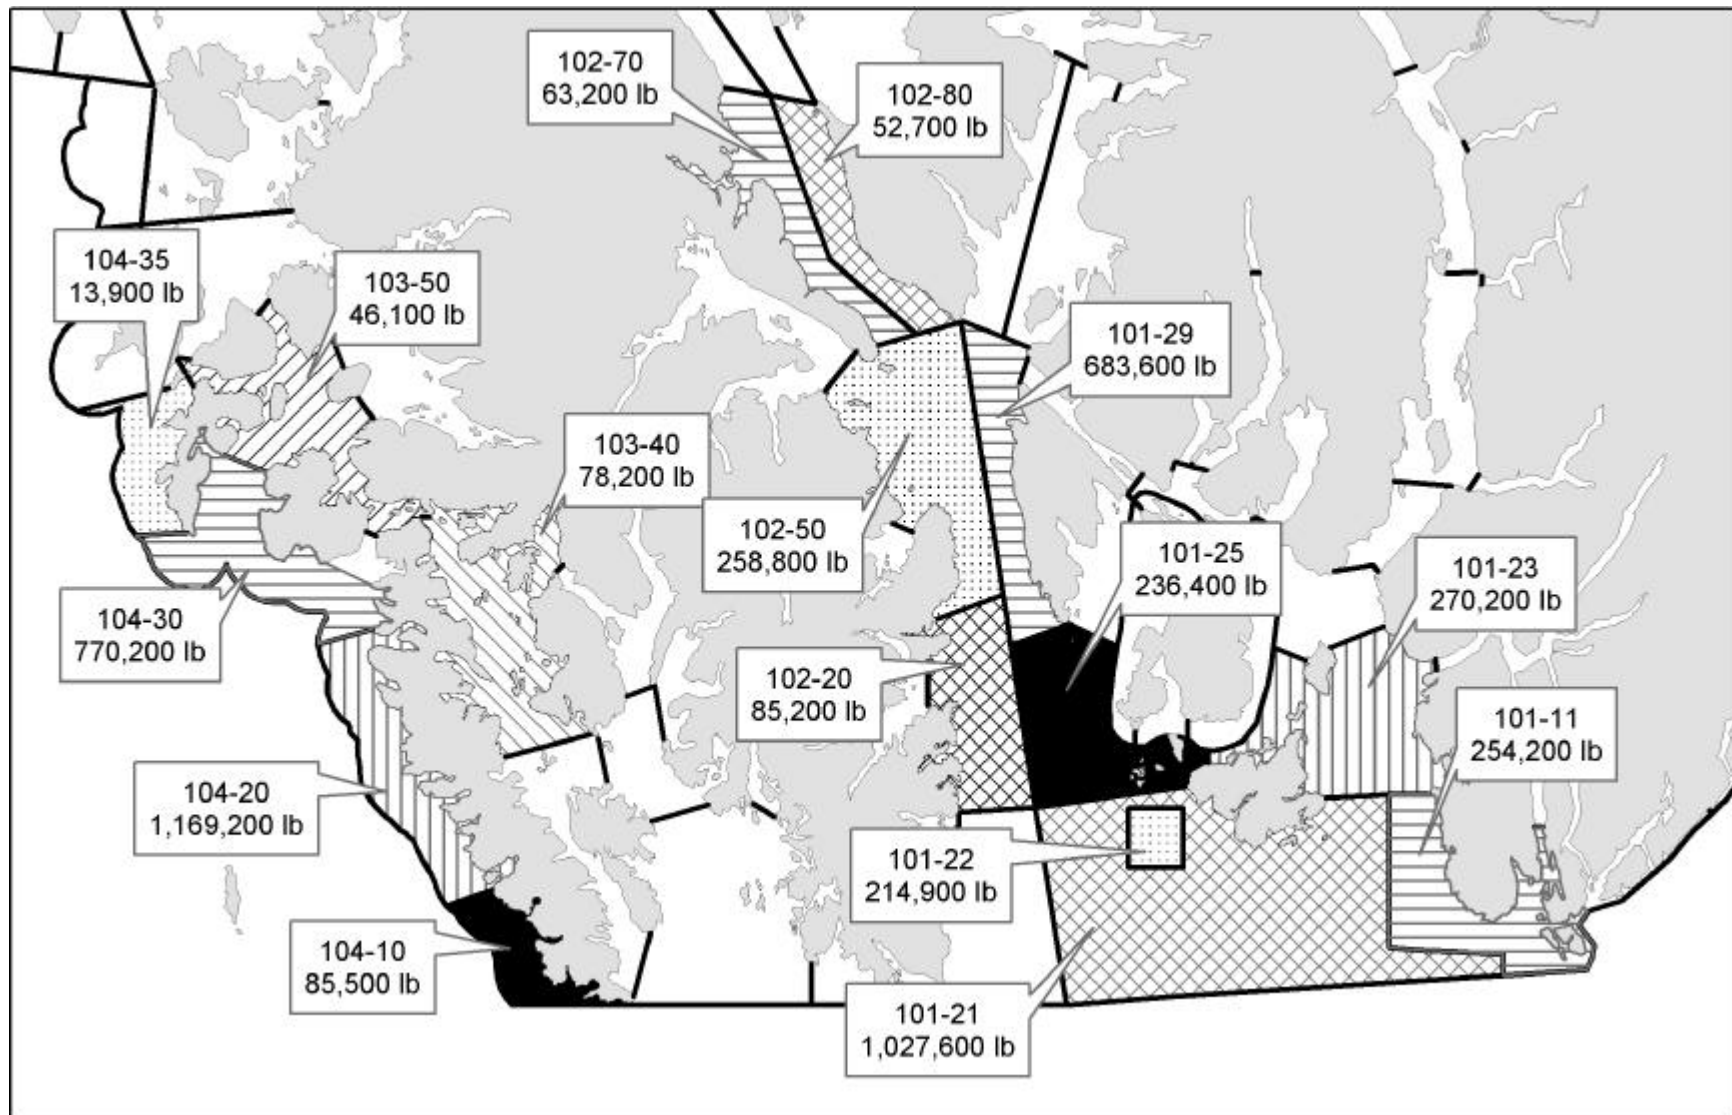 102-70
63,200 lb
102-80
52,700 lb
104-35
13,900 lb
103-50
46,100 lb
101-29
683,600 lb
103-40
78,200 lb
102-50
258,800 lb
101-25
236,400 lb
101-23
270,200 lb
104-30
770,200 lb
102-20
85,200 lb
101-11
254,200 lb
104-20
1,169,200 lb
101-22
214,900 lb
104-10
85,500 lb
101-21
1,027,600 lb